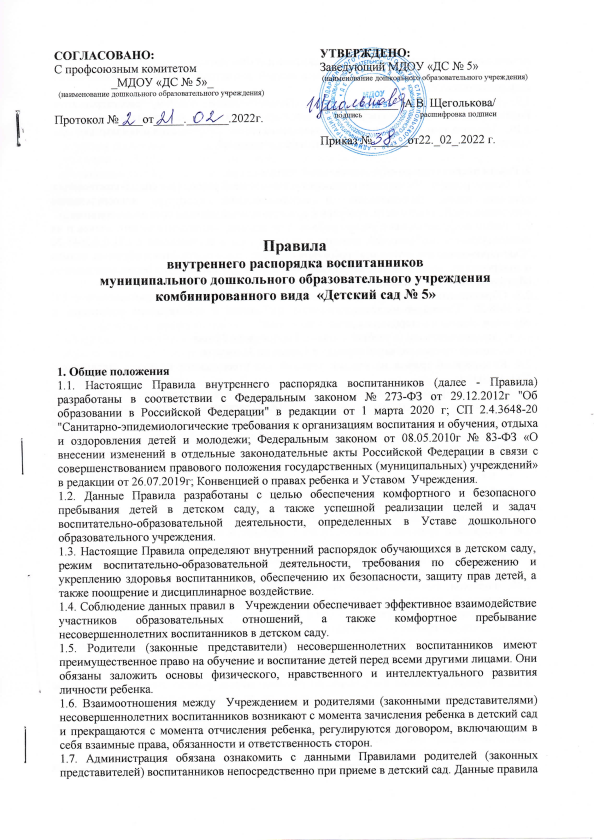 СОГЛАСОВАНО:
С профсоюзным комитетом
_МДОУ «ДС № 5»_
(наименование дошкольного образовательного учреждения)
Протокол № 2 от 21 . 02 .2022г.
УТВЕРЖДЕНО:
Заведующий МДОУ «ДС № 5»
(наименование дошкольного образовательного учреждения)
/А.В. Щеголькова/
подпись расшифровка подписи
Приказ № 38 от22._02_.2022 г.
Правила
внутреннего распорядка воспитанников
муниципального дошкольного образовательного учреждения
комбинированного вида «Детский сад № 5»
1. Общие положения
1.1. Настоящие Правила внутреннего распорядка воспитанников (далее - Правила)
разработаны в соответствии с Федеральным законом № 273-ФЗ от 29.12.2012г "Об
образовании в Российской Федерации" в редакции от 1 марта 2020 г; СП 2.4.3648-20
"Санитарно-эпидемиологические требования к организациям воспитания и обучения, отдыха
и оздоровления детей и молодежи; Федеральным законом от 08.05.2010г № 83-ФЗ «О
внесении изменений в отдельные законодательные акты Российской Федерации в связи с
совершенствованием правового положения государственных (муниципальных) учреждений»
в редакции от 26.07.2019г; Конвенцией о правах ребенка и Уставом Учреждения.
1.2. Данные Правила разработаны с целью обеспечения комфортного и безопасного
пребывания детей в детском саду, а также успешной реализации целей и задач
воспитательно-образовательной деятельности, определенных в Уставе дошкольного
образовательного учреждения.
1.3. Настоящие Правила определяют внутренний распорядок обучающихся в детском саду,
режим воспитательно-образовательной деятельности, требования по сбережению и
укреплению здоровья воспитанников, обеспечению их безопасности, защиту прав детей, а
также поощрение и дисциплинарное воздействие.
1.4. Соблюдение данных правил в Учреждении обеспечивает эффективное взаимодействие
участников образовательных отношений, а также комфортное пребывание
несовершеннолетних воспитанников в детском саду.
1.5. Родители (законные представители) несовершеннолетних воспитанников имеют
преимущественное право на обучение и воспитание детей перед всеми другими лицами. Они
обязаны заложить основы физического, нравственного и интеллектуального развития
личности ребенка.
1.6. Взаимоотношения между Учреждением и родителями (законными представителями)
несовершеннолетних воспитанников возникают с момента зачисления ребенка в детский сад
и прекращаются с момента отчисления ребенка, регулируются договором, включающим в
себя взаимные права, обязанности и ответственность сторон.
1.7. Администрация обязана ознакомить с данными Правилами родителей (законных
представителей) воспитанников непосредственно при приеме в детский сад. Данные правила